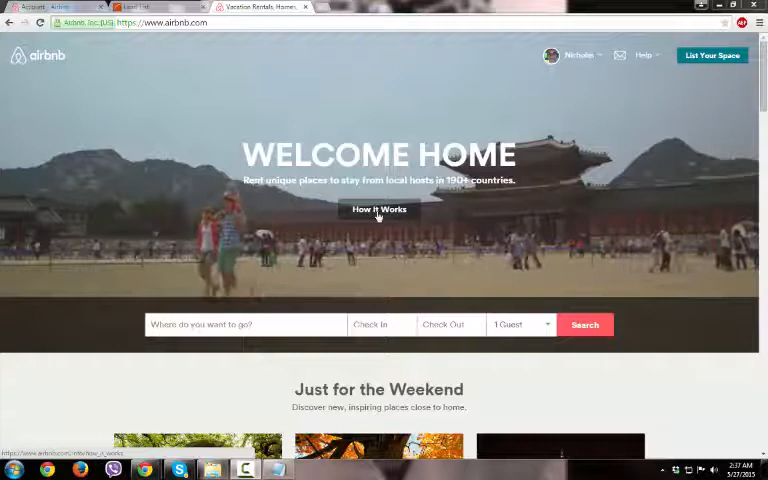 Account - Airbnb
Vacation Rentals, Homes,
Airbnb, Inc. [US] https://www.airbnb.com
airbnb
Nicholas
Help
List Your Space
WELCOME HOME
Rent unique places to stay from local hosts in 190+ countries.
How It Works
Where do you want to go?
Check In
Check Out
1 Guest
Search
Just for the Weekend
Discover new, inspiring places close to home.
2:37 AM
5/27/2015